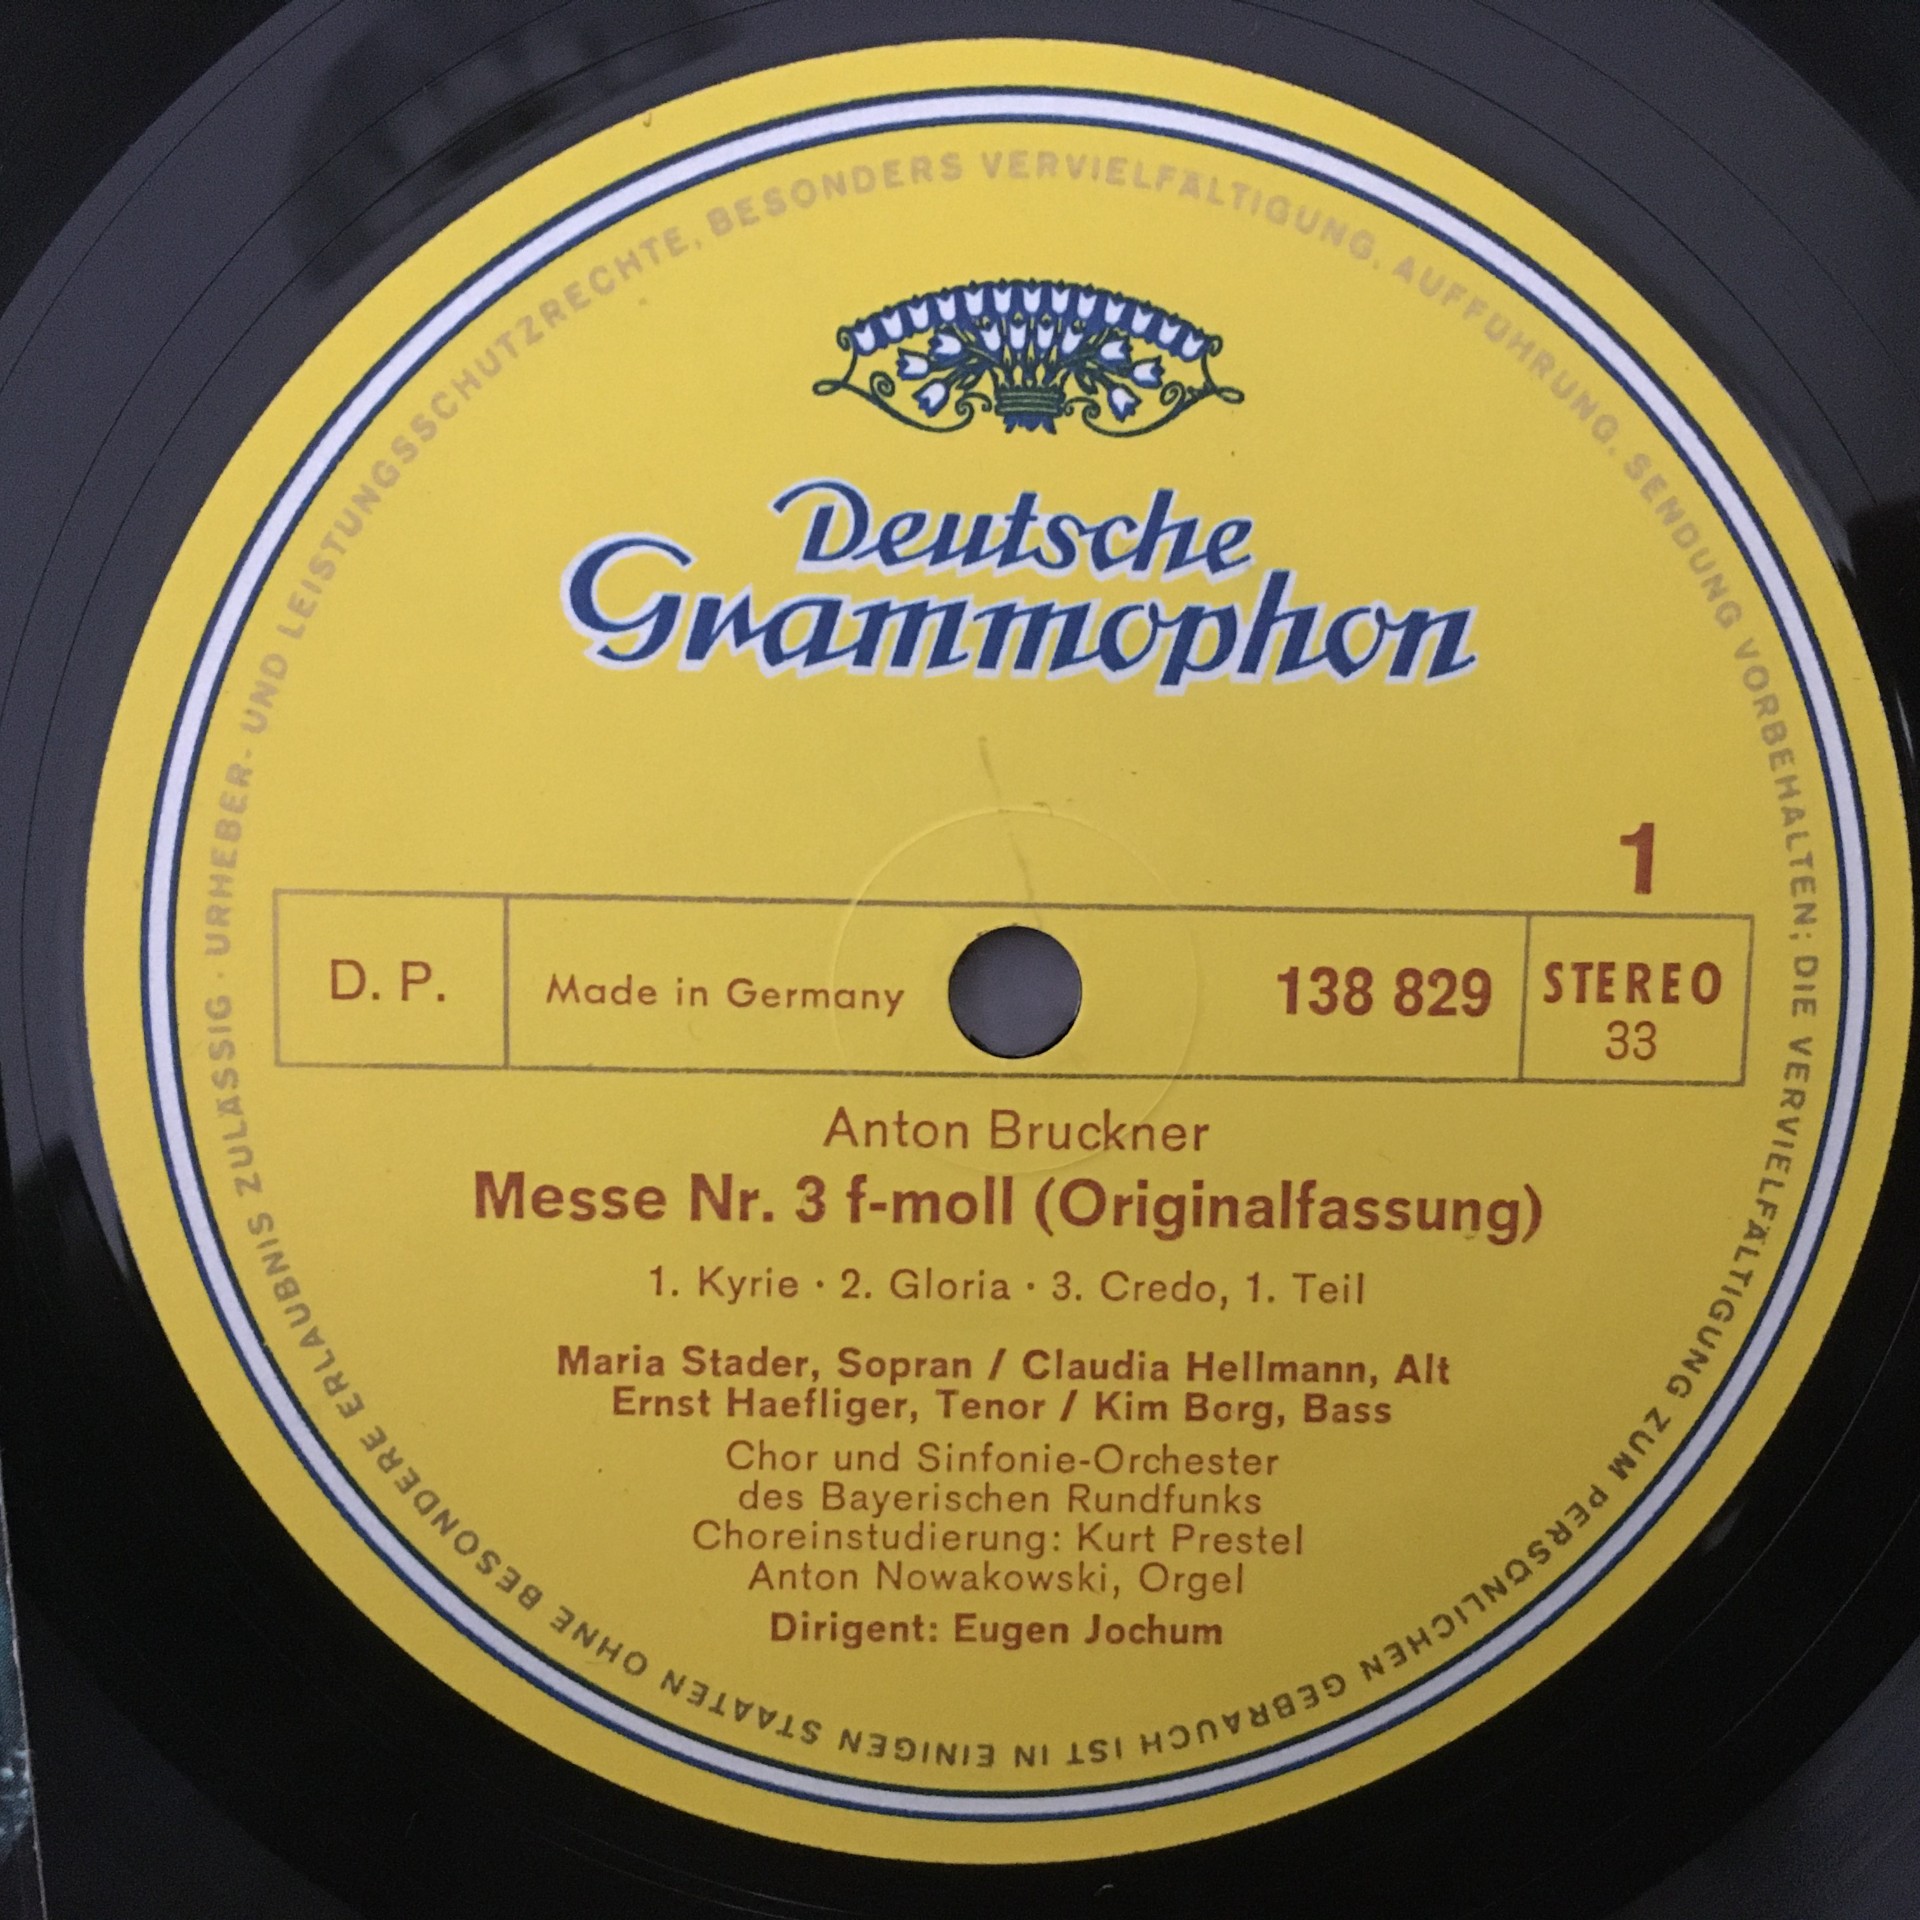 URHEBER- UND LEISTUNGSSCHUTZRECHTE, BESONDERS VERVIELFÄLTIGUNG, AUFFÜHRUNG, SENDUNG VORBEHALTEN; DIE VERVIELFÄLTIGUNG ZUM PERSÖNLICHEN GEBRAUCH IST IN EINIGEN STAATEN OHNE BESONDERE ERLAUBNIS ZULÄSSIG ·
Deutsche
Grammophon
1
D. P.
Made in Germany
138 829
STEREO
33
Anton Bruckner
Messe Nr. 3 f-moll (Originalfassung)
1. Kyrie · 2. Gloria · 3. Credo, 1. Teil
Maria Stader, Sopran / Claudia Hellmann, Alt
Ernst Haefliger, Tenor / Kim Borg, Bass
Chor und Sinfonie-Orchester
des Bayerischen Rundfunks
Choreinstudierung: Kurt Prestel
Anton Nowakowski, Orgel
Dirigent: Eugen Jochum